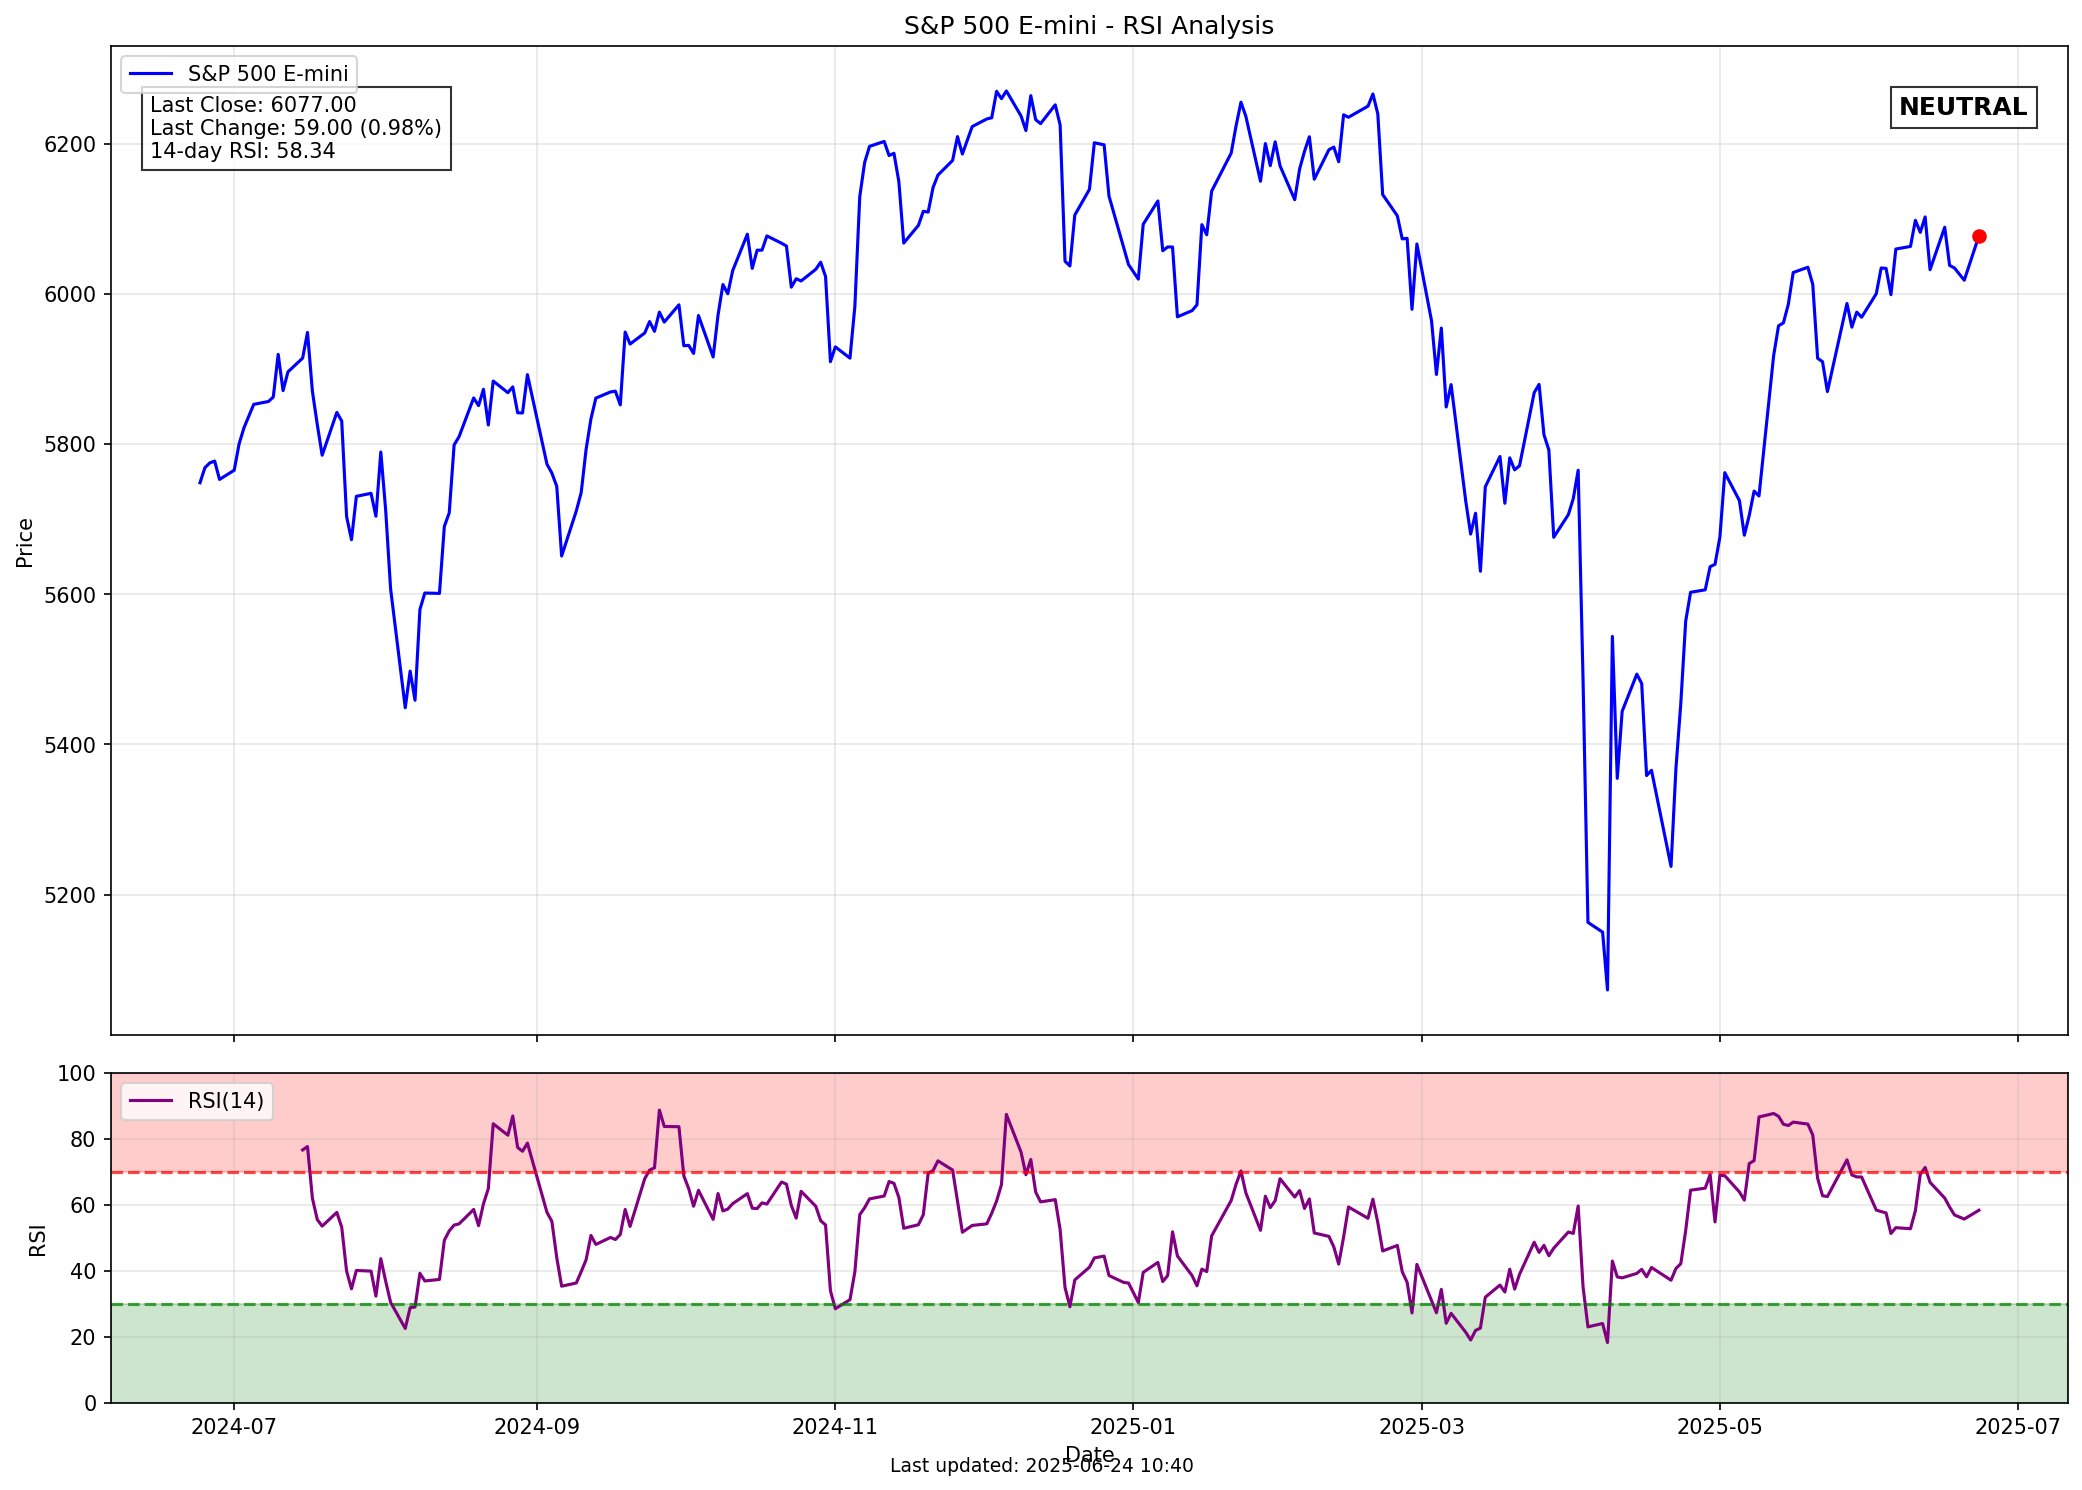 S&P 500 E-mini - RSI Analysis
S&P 500 E-mini
Last Close: 6077.00
Last Change: 59.00 (0.98%)
14-day RSI: 58.34
NEUTRAL
Price
6200
6000
5800
5600
5400
5200
RSI(14)
RSI
100
80
60
40
20
0
2024-07
2024-09
2024-11
2025-01
2025-03
2025-05
2025-07
Date
Last updated: 2025-06-24 10:40